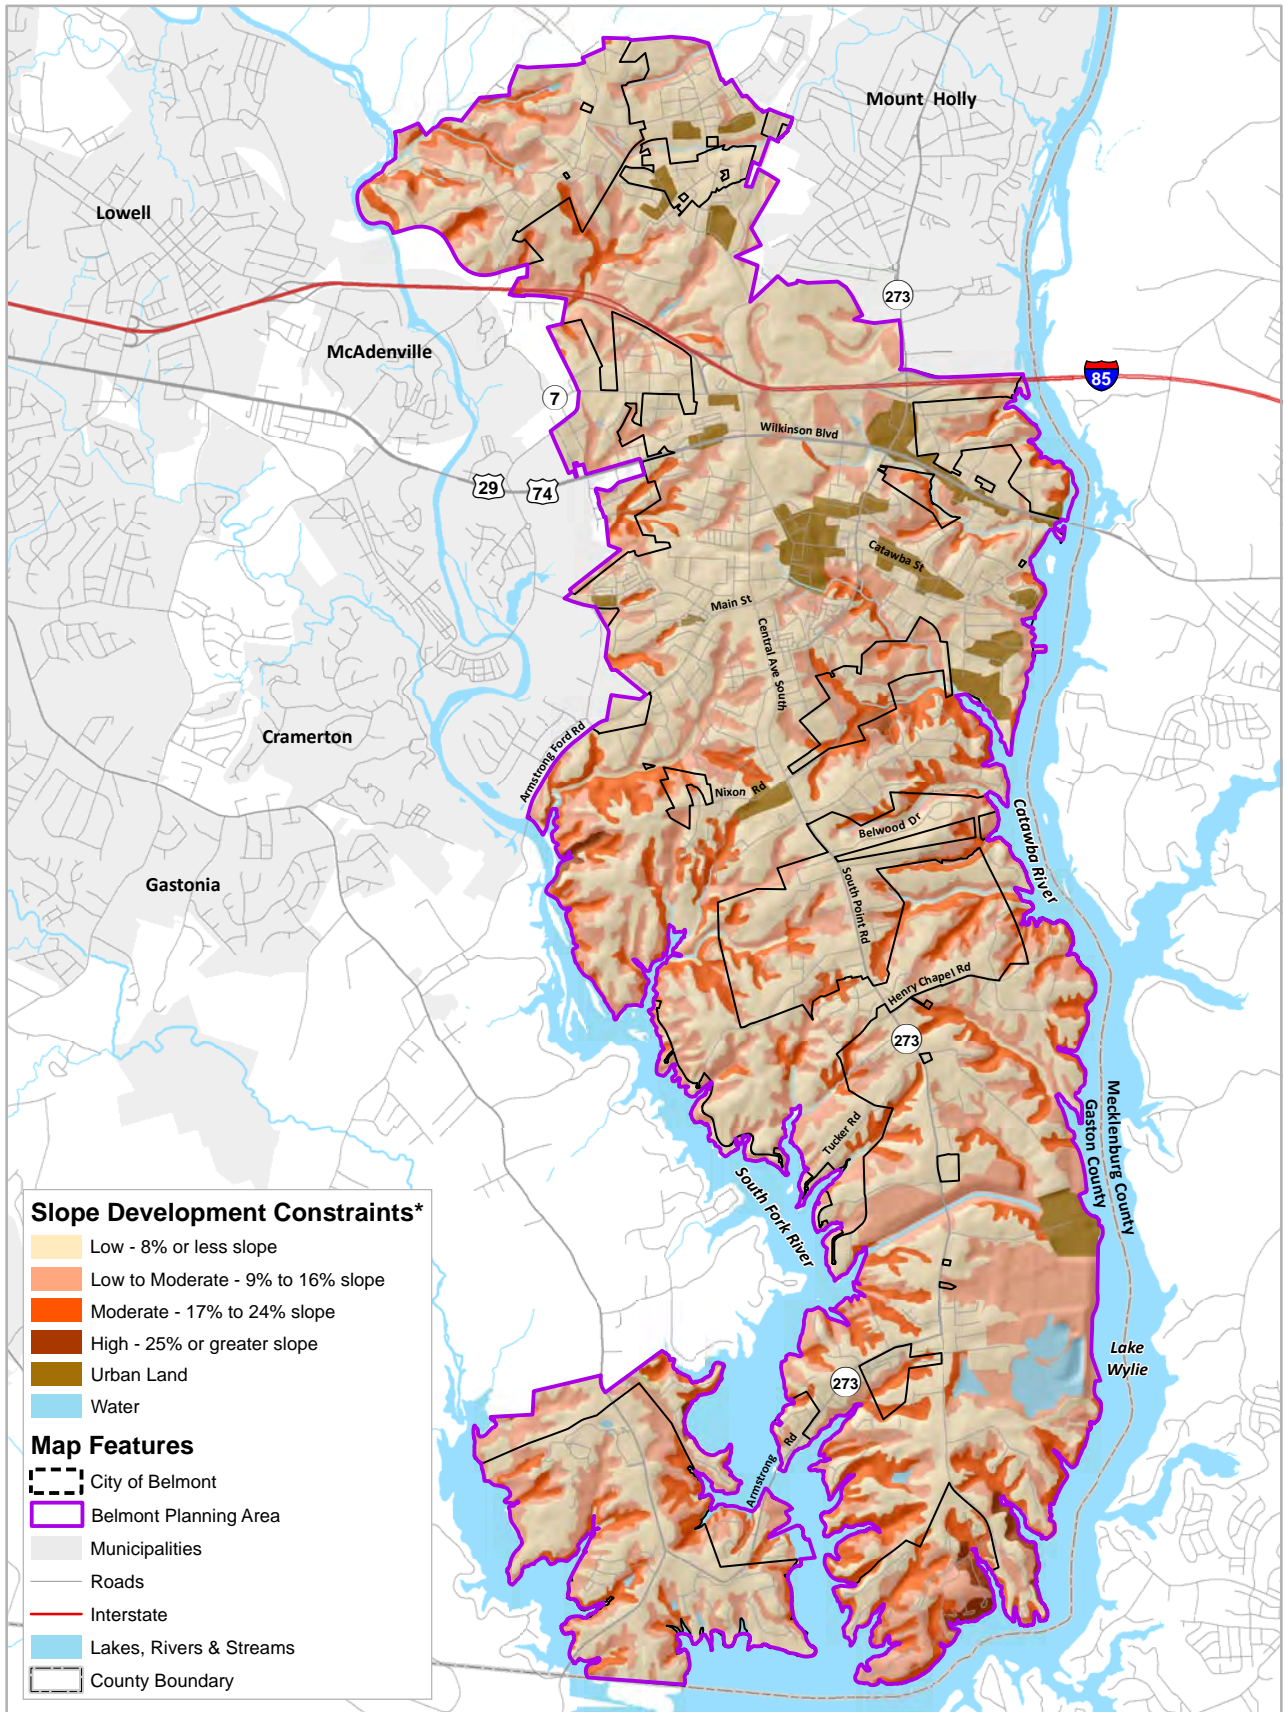 Mount Holly
Lowell
273
McAdenville
85
7
Wilkinson Blvd
29
74
Catawba St
Main St
Central Ave South
Armstrong Ford Rd
Cramerton
Nixon Rd
Belwood Dr
Catawba River
Gastonia
South Point Rd
Henry Chapel Rd
273
Mecklenburg County
Gaston County
Tucker Rd
South Fork River
Lake
Wylie
273
Armstrong Rd
Slope Development Constraints*
Low - 8% or less slope
Low to Moderate - 9% to 16% slope
Moderate - 17% to 24% slope
High - 25% or greater slope
Urban Land
Water
Map Features
City of Belmont
Belmont Planning Area
Municipalities
Roads
Interstate
Lakes, Rivers & Streams
County Boundary